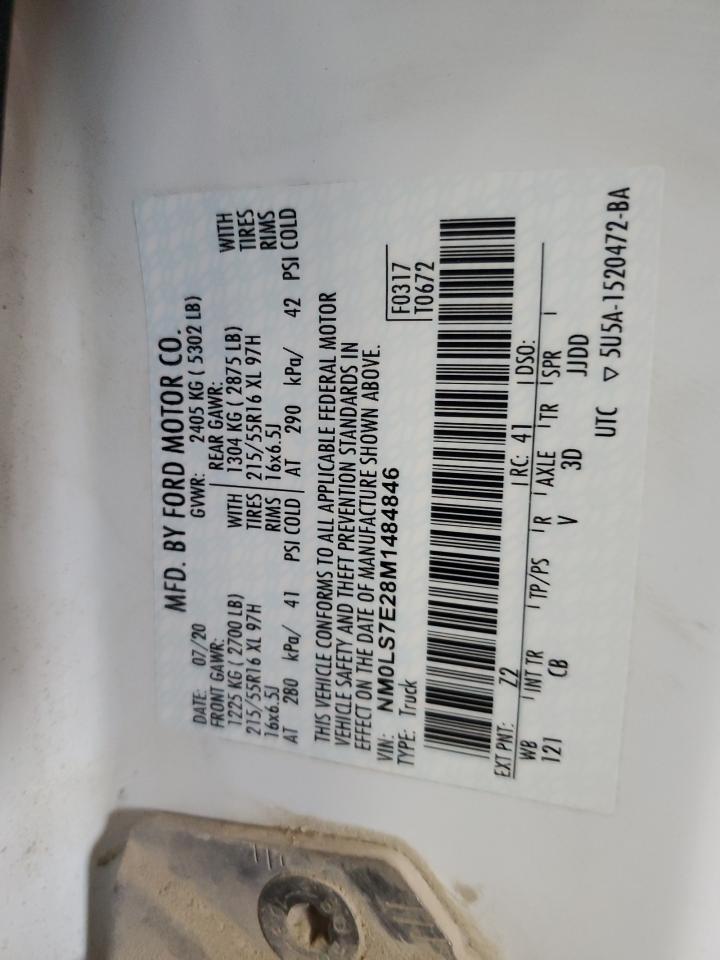 MFD. BY FORD MOTOR CO.
DATE: 07/20 GVWR: 2405 KG ( 5302 LB)
FRONT GAWR: REAR GAWR:
1225 KG ( 2700 LB) WITH 1304 KG ( 2875 LB) WITH
215/55R16 XL 97H TIRES 215/55R16 XL 97H TIRES
16x6.5J RIMS 16x6.5J RIMS
AT 280 kPa/ 41 PSI COLD AT 290 kPa/ 42 PSI COLD
THIS VEHICLE CONFORMS TO ALL APPLICABLE FEDERAL MOTOR
VEHICLE SAFETY AND THEFT PREVENTION STANDARDS IN
EFFECT ON THE DATE OF MANUFACTURE SHOWN ABOVE.
VIN: NM0LS7E28M1484846 F0317
TYPE: Truck T0672
EXT PNT: Z2 RC: 41 DSO:
WB INT TR TP/PS R AXLE TR SPR
121 CB V 3D JJDD
UTC ▽ 5U5A-1520472-BA